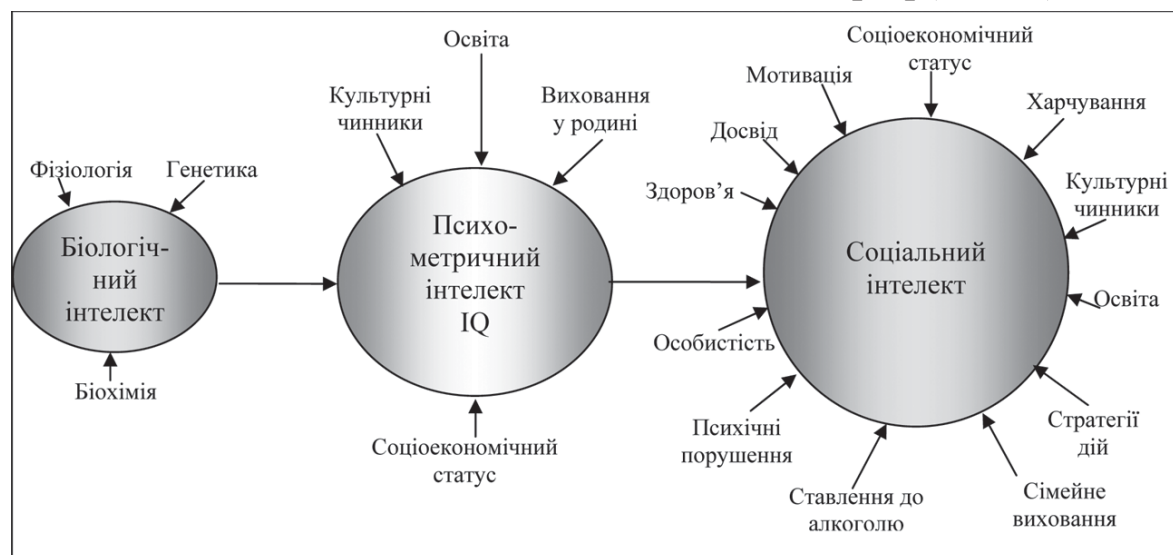 Фізіологія
Генетика
Біологіч-
ний
інтелект
Біохімія
Освіта
Культурні
чинники
Виховання
у родині
Психо-
метричний
інтелект
IQ
Соціоекономічний
статус
Соціоекономічний
статус
Мотивація
Досвід
Здоров’я
Харчування
Культурні
чинники
Соціальний
інтелект
Освіта
Особистість
Психічні
порушення
Ставлення до
алкоголю
Сімейне
виховання
Стратегії
дій